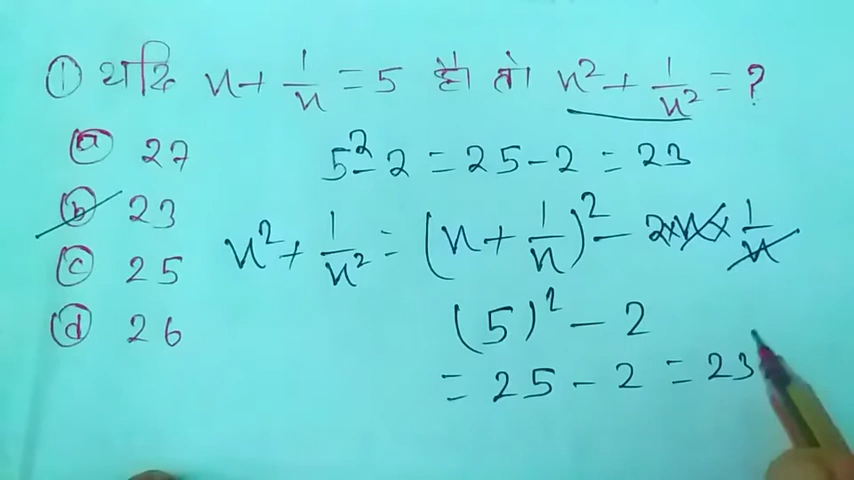 ① यदि x + 1/x = 5 हो तो x² + 1/x² = ?
ⓐ 27
5² - 2 = 25 - 2 = 23
ⓑ 23
x² + 1/x² = (x + 1/x)² - 2×x×1/x
ⓒ 25
(5)² - 2
ⓓ 26
= 25 - 2 = 23